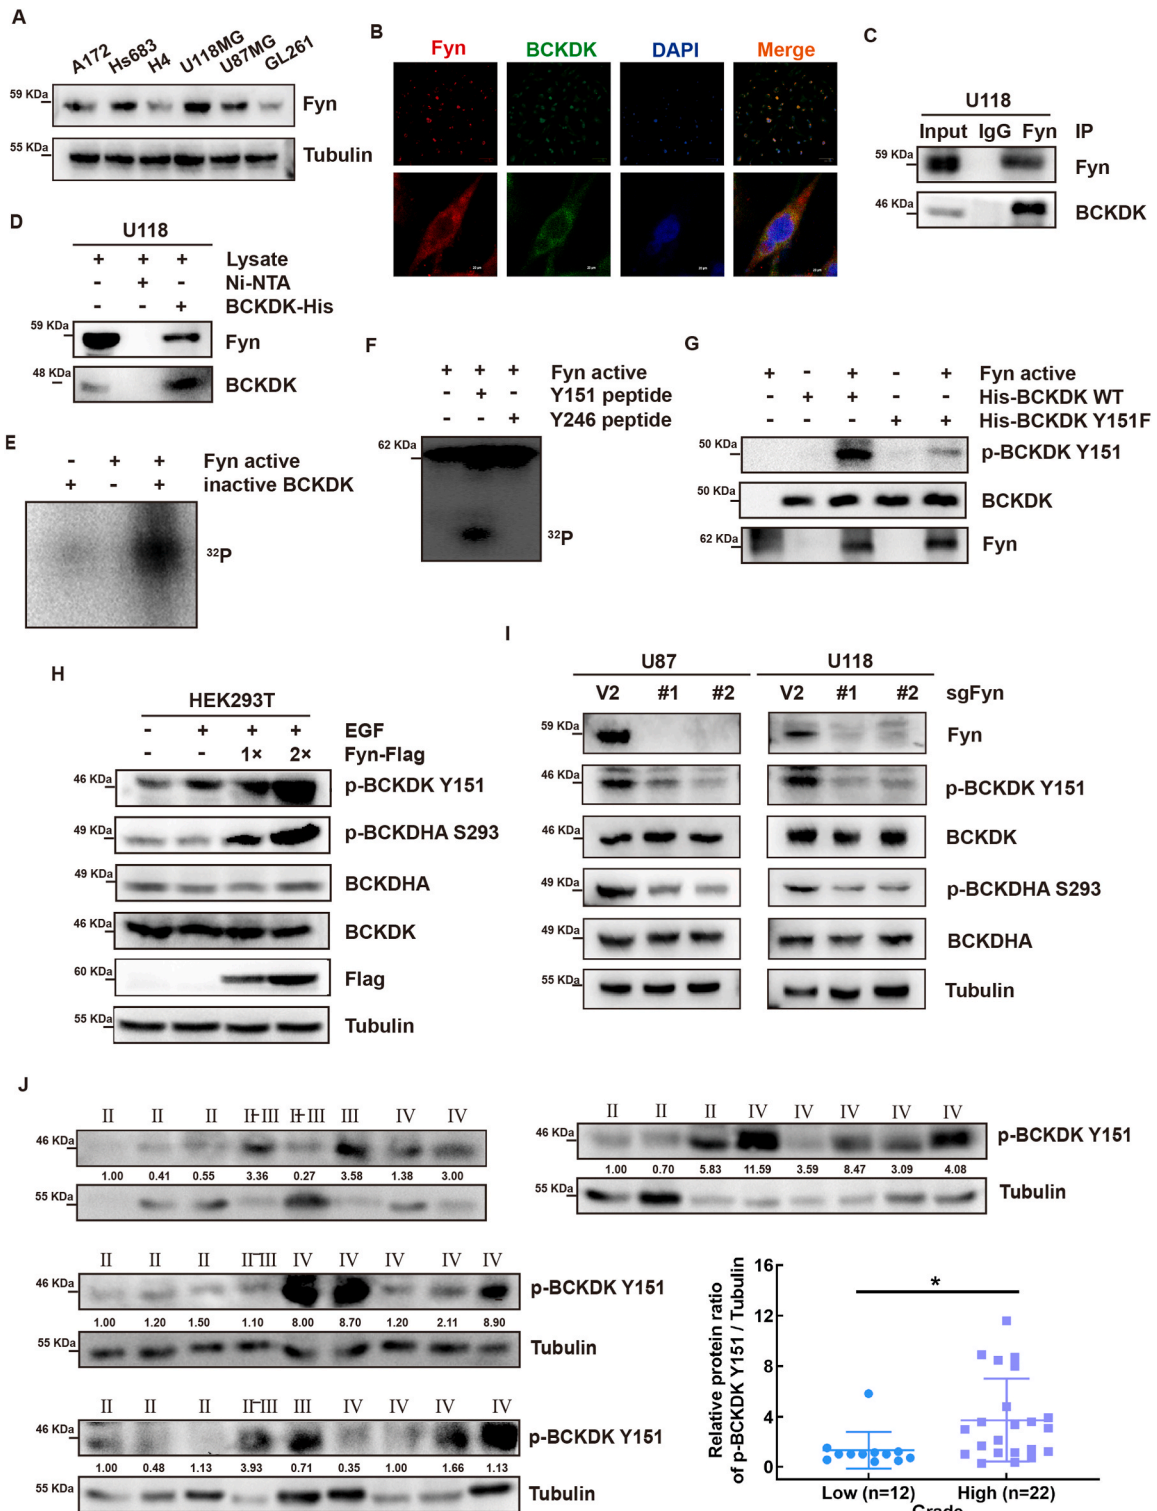 A
A172 Hs683 H4 U118MG U87MG GL261
59 KDa Fyn
55 KDa Tubulin
B
Fyn BCKDK DAPI Merge
C
U118
Input IgG Fyn IP
59 KDa Fyn
46 KDa BCKDK
D
U118
+ + + Lysate
- + - Ni-NTA
- - + BCKDK-His
59 KDa Fyn
48 KDa BCKDK
E
- + + Fyn active
+ - + inactive BCKDK
32P
F
+ + + Fyn active
- + - Y151 peptide
- - + Y246 peptide
62 KDa
32P
G
+ - + - + Fyn active
- + + - - His-BCKDK WT
- - - + + His-BCKDK Y151F
50 KDa p-BCKDK Y151
50 KDa BCKDK
62 KDa Fyn
H
HEK293T
- + + + EGF
- - 1× 2× Fyn-Flag
46 KDa p-BCKDK Y151
49 KDa p-BCKDHA S293
49 KDa BCKDHA
46 KDa BCKDK
60 KDa Flag
55 KDa Tubulin
I
U87 U118
V2 #1 #2 V2 #1 #2 sgFyn
59 KDa Fyn
46 KDa p-BCKDK Y151
46 KDa BCKDK
49 KDa p-BCKDHA S293
49 KDa BCKDHA
55 KDa Tubulin
J
II II II II-III II-III III IV IV
46 KDa
1.00 0.41 0.55 3.36 0.27 3.58 1.38 3.00
55 KDa
II II II IV IV IV IV IV
46 KDa p-BCKDK Y151
1.00 0.70 5.83 11.59 3.59 8.47 3.09 4.08
55 KDa Tubulin
II II II II-III IV IV IV IV IV
46 KDa p-BCKDK Y151
1.00 1.20 1.50 1.10 8.00 8.70 1.20 2.11 8.90
55 KDa Tubulin
II II II II-III III IV IV IV IV
46 KDa p-BCKDK Y151
1.00 0.48 1.13 3.93 0.71 0.35 1.00 1.66 1.13
55 KDa Tubulin
Relative protein ratio
of p-BCKDK Y151 / Tubulin
16
12
8
4
0
*
Low (n=12) High (n=22)
Grade